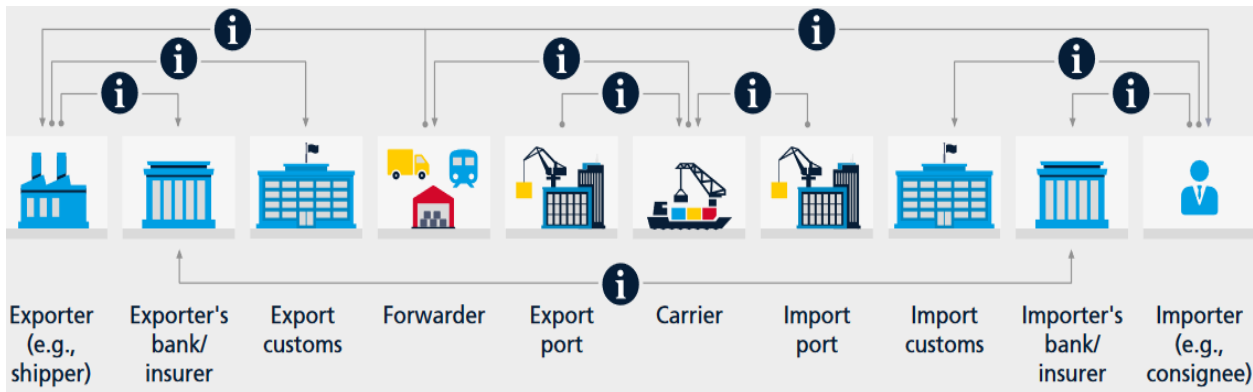 i
i
i
i
i
i
i
i
i
i
Exporter
(e.g.,
shipper)
Exporter's
bank/
insurer
Export
customs
Forwarder
Export
port
Carrier
Import
port
Import
customs
Importer's
bank/
insurer
Importer
(e.g.,
consignee)